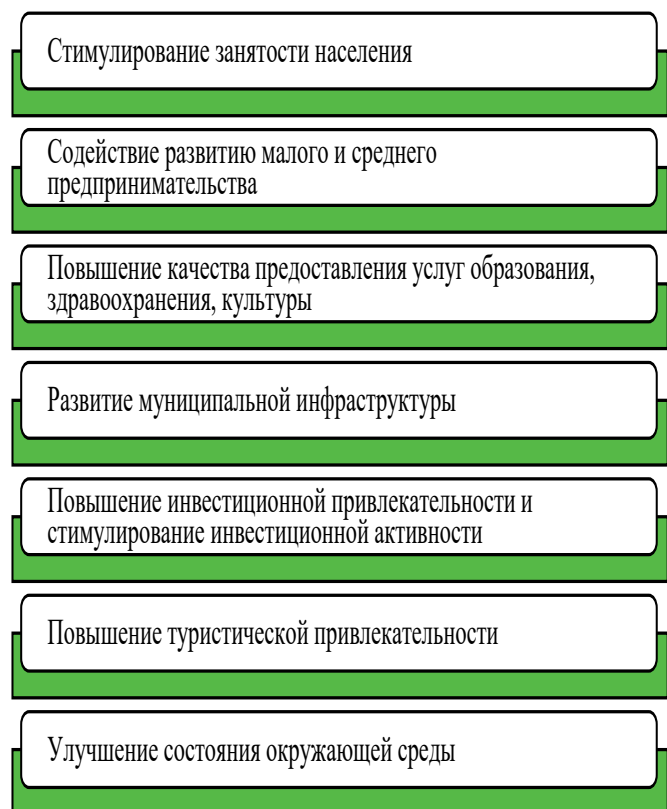 Стимулирование занятости населения
Содействие развитию малого и среднего
предпринимательства
Повышение качества предоставления услуг образования,
здравоохранения, культуры
Развитие муниципальной инфраструктуры
Повышение инвестиционной привлекательности и
стимулирование инвестиционной активности
Повышение туристической привлекательности
Улучшение состояния окружающей среды